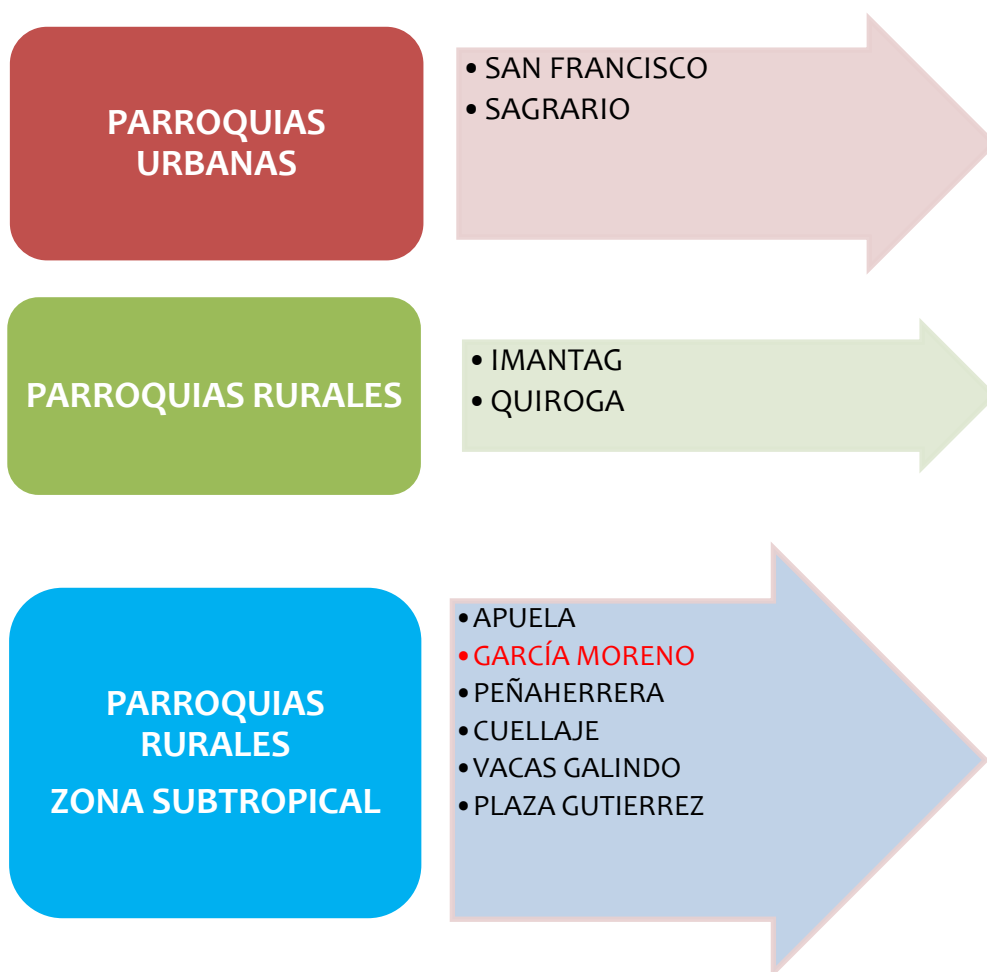 PARROQUIAS
URBANAS
• SAN FRANCISCO
• SAGRARIO
PARROQUIAS RURALES
• IMANTAG
• QUIROGA
PARROQUIAS
RURALES
ZONA SUBTROPICAL
• APUELA
• GARCÍA MORENO
• PEÑAHERRERA
• CUELLAJE
• VACAS GALINDO
• PLAZA GUTIERREZ